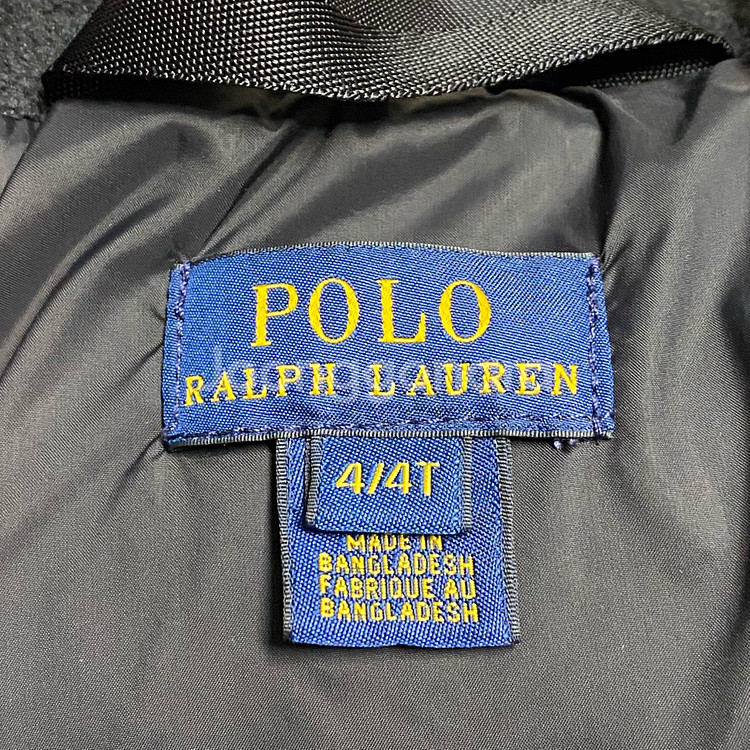 POLO
RALPH LAUREN
4/4T
MADE IN
BANGLADESH
FABRIQUE AU
BANGLADESH